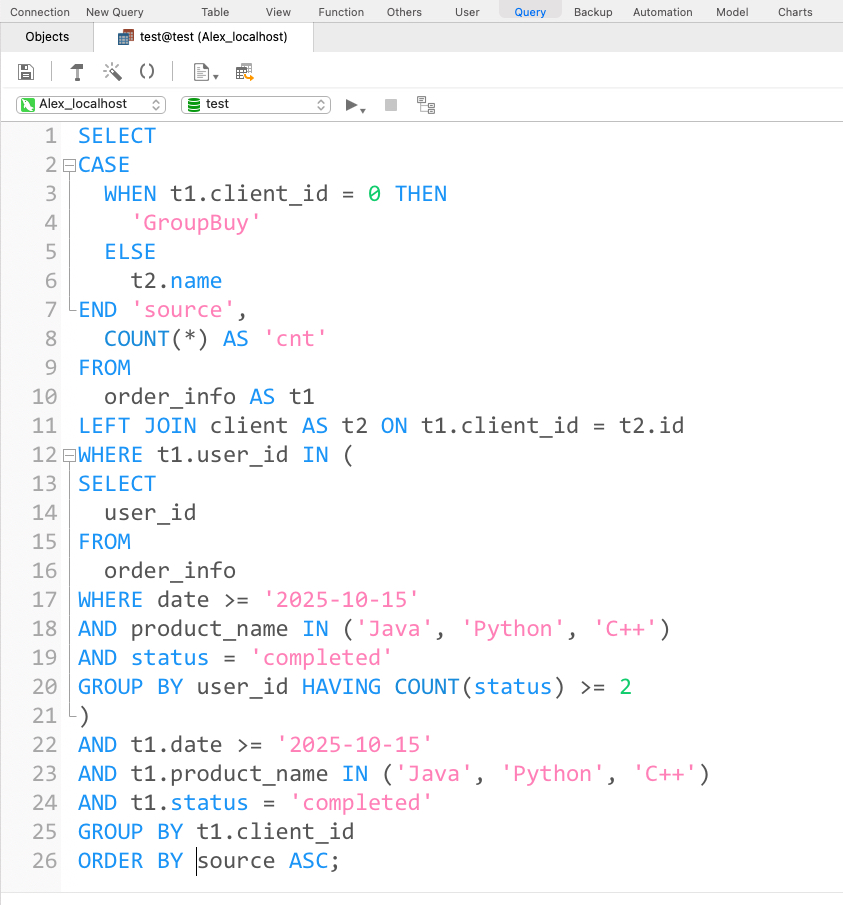 Connection New Query Table View Function Others User Query Backup Automation Model Charts
Objects test@test (Alex_localhost)
Alex_localhost test
1 SELECT
2 CASE
3 WHEN t1.client_id = 0 THEN
4 'GroupBuy'
5 ELSE
6 t2.name
7 END 'source',
8 COUNT(*) AS 'cnt'
9 FROM
10 order_info AS t1
11 LEFT JOIN client AS t2 ON t1.client_id = t2.id
12 WHERE t1.user_id IN (
13 SELECT
14 user_id
15 FROM
16 order_info
17 WHERE date >= '2025-10-15'
18 AND product_name IN ('Java', 'Python', 'C++')
19 AND status = 'completed'
20 GROUP BY user_id HAVING COUNT(status) >= 2
21 )
22 AND t1.date >= '2025-10-15'
23 AND t1.product_name IN ('Java', 'Python', 'C++')
24 AND t1.status = 'completed'
25 GROUP BY t1.client_id
26 ORDER BY source ASC;